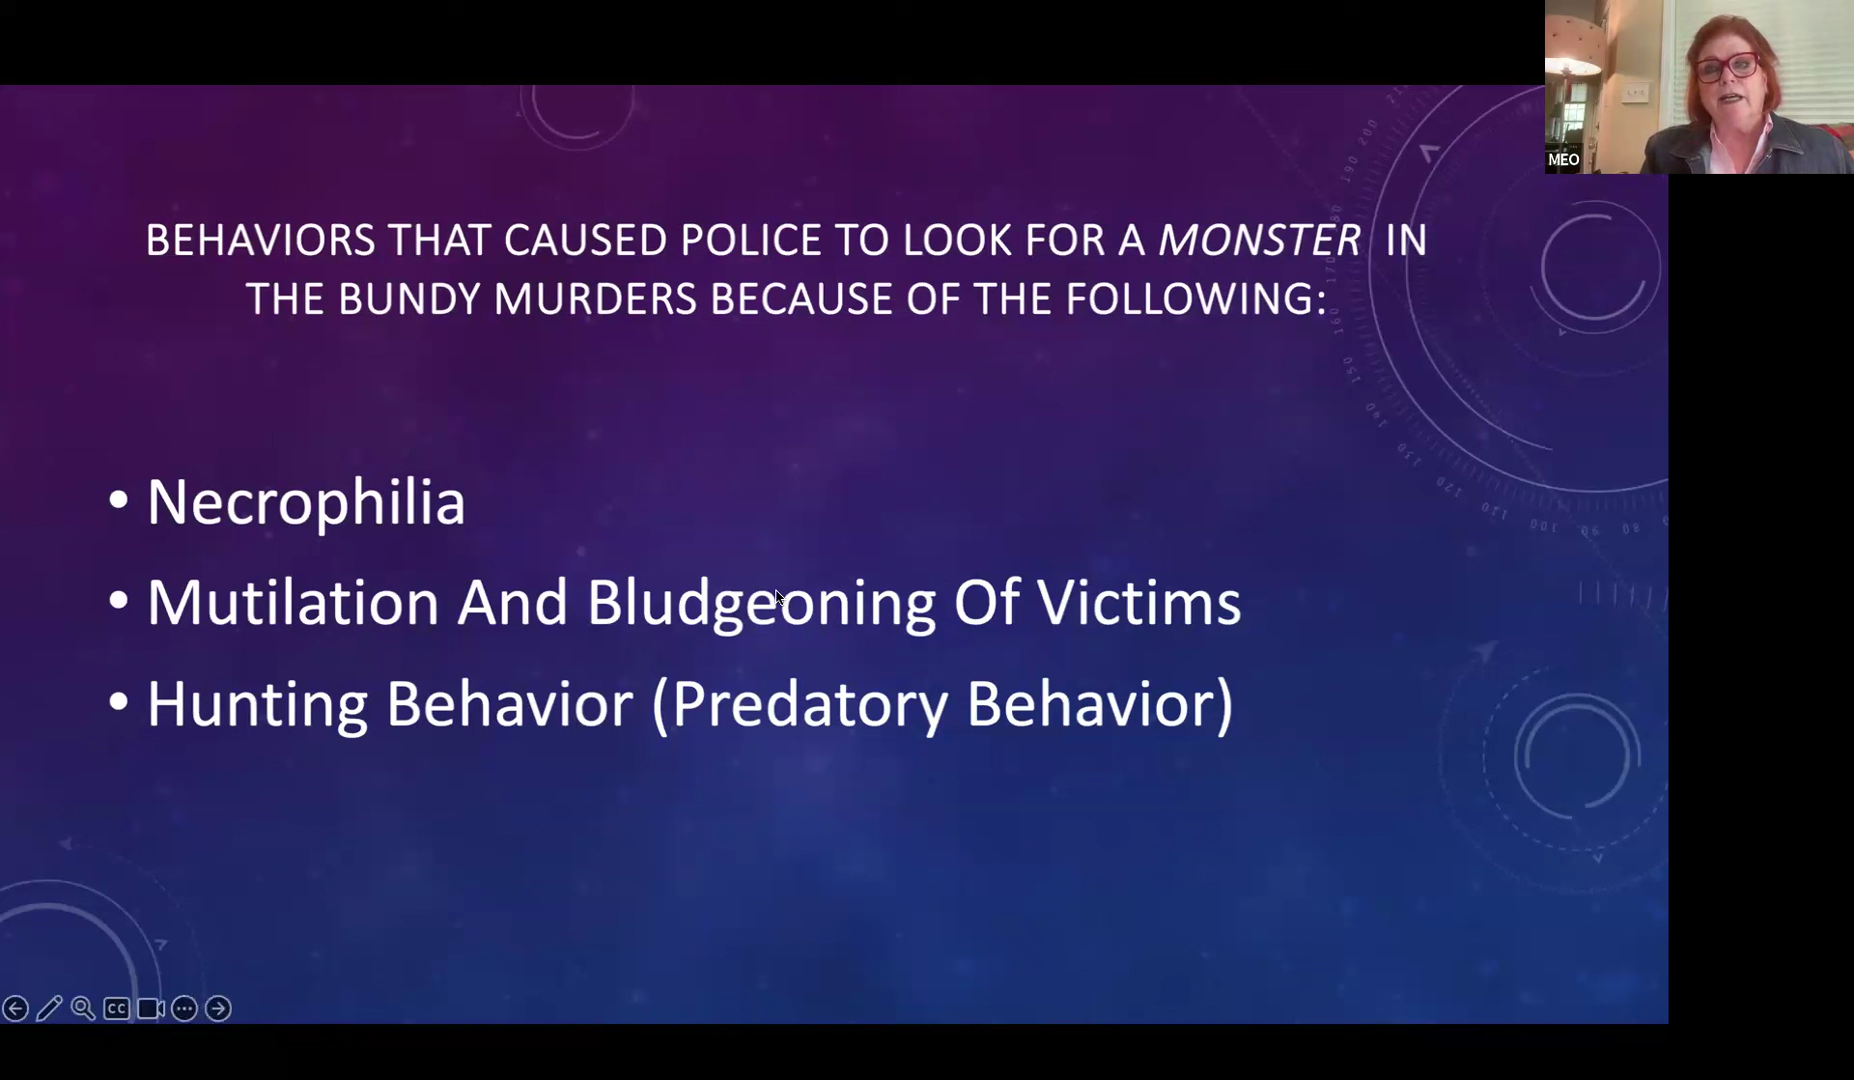 MEO
BEHAVIORS THAT CAUSED POLICE TO LOOK FOR A MONSTER IN
THE BUNDY MURDERS BECAUSE OF THE FOLLOWING:
• Necrophilia
• Mutilation And Bludgeoning Of Victims
• Hunting Behavior (Predatory Behavior)
CC